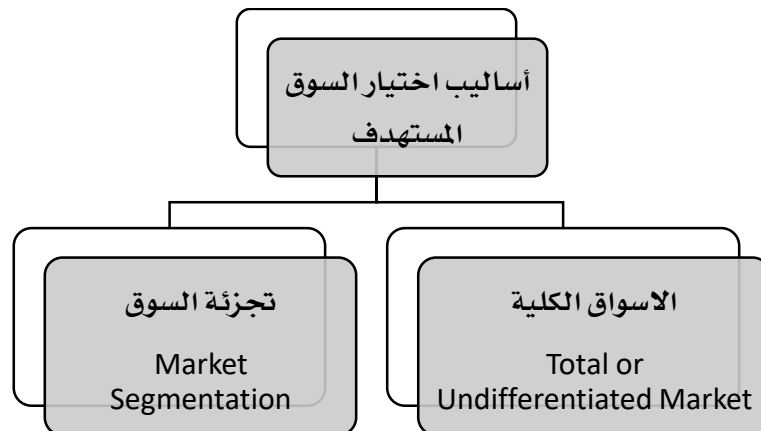 أساليب اختيار السوق
المستهدف
الاسواق الكلية
Total or
Undifferentiated Market
تجزئة السوق
Market
Segmentation